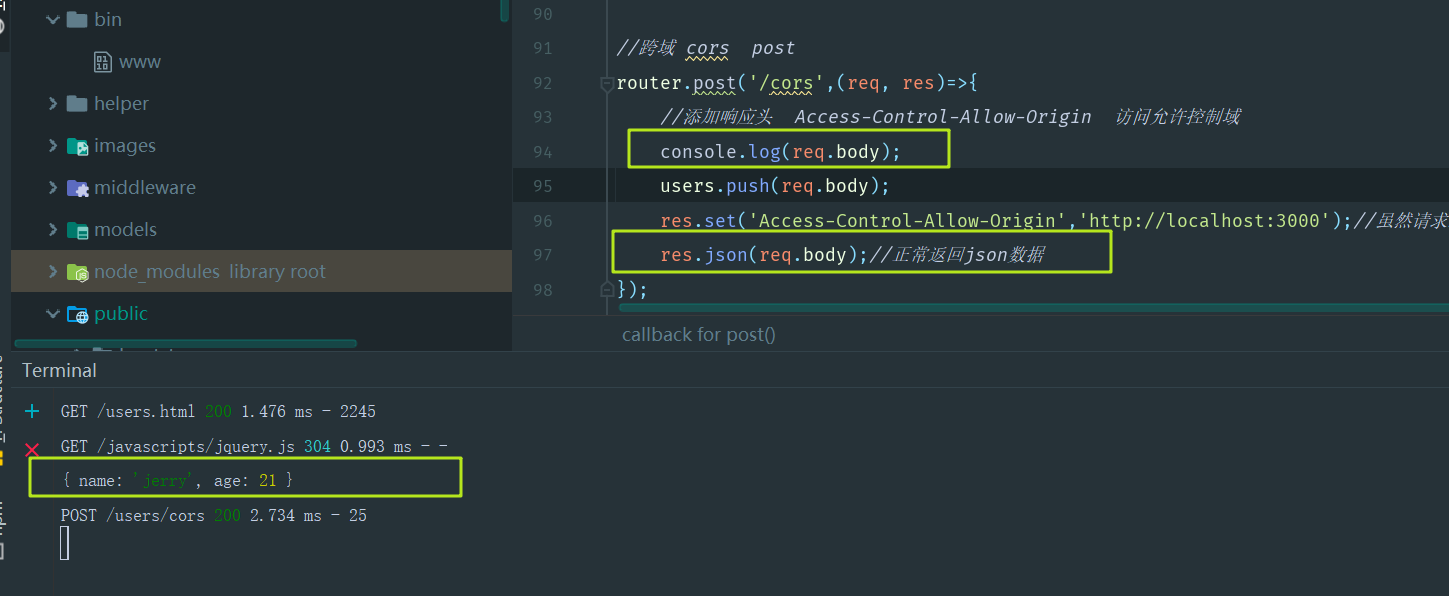 bin
www
helper
images
middleware
models
node_modules library root
public
90
91 //跨域 cors post
92 router.post('/cors',(req, res)=>{
93 //添加响应头 Access-Control-Allow-Origin 访问允许控制域
94 console.log(req.body);
95 users.push(req.body);
96 res.set('Access-Control-Allow-Origin','http://localhost:3000');//虽然请求
97 res.json(req.body);//正常返回json数据
98 });
callback for post()
Terminal
GET /users.html 200 1.476 ms - 2245
GET /javascripts/jquery.js 304 0.993 ms - -
{ name: 'jerry', age: 21 }
POST /users/cors 200 2.734 ms - 25